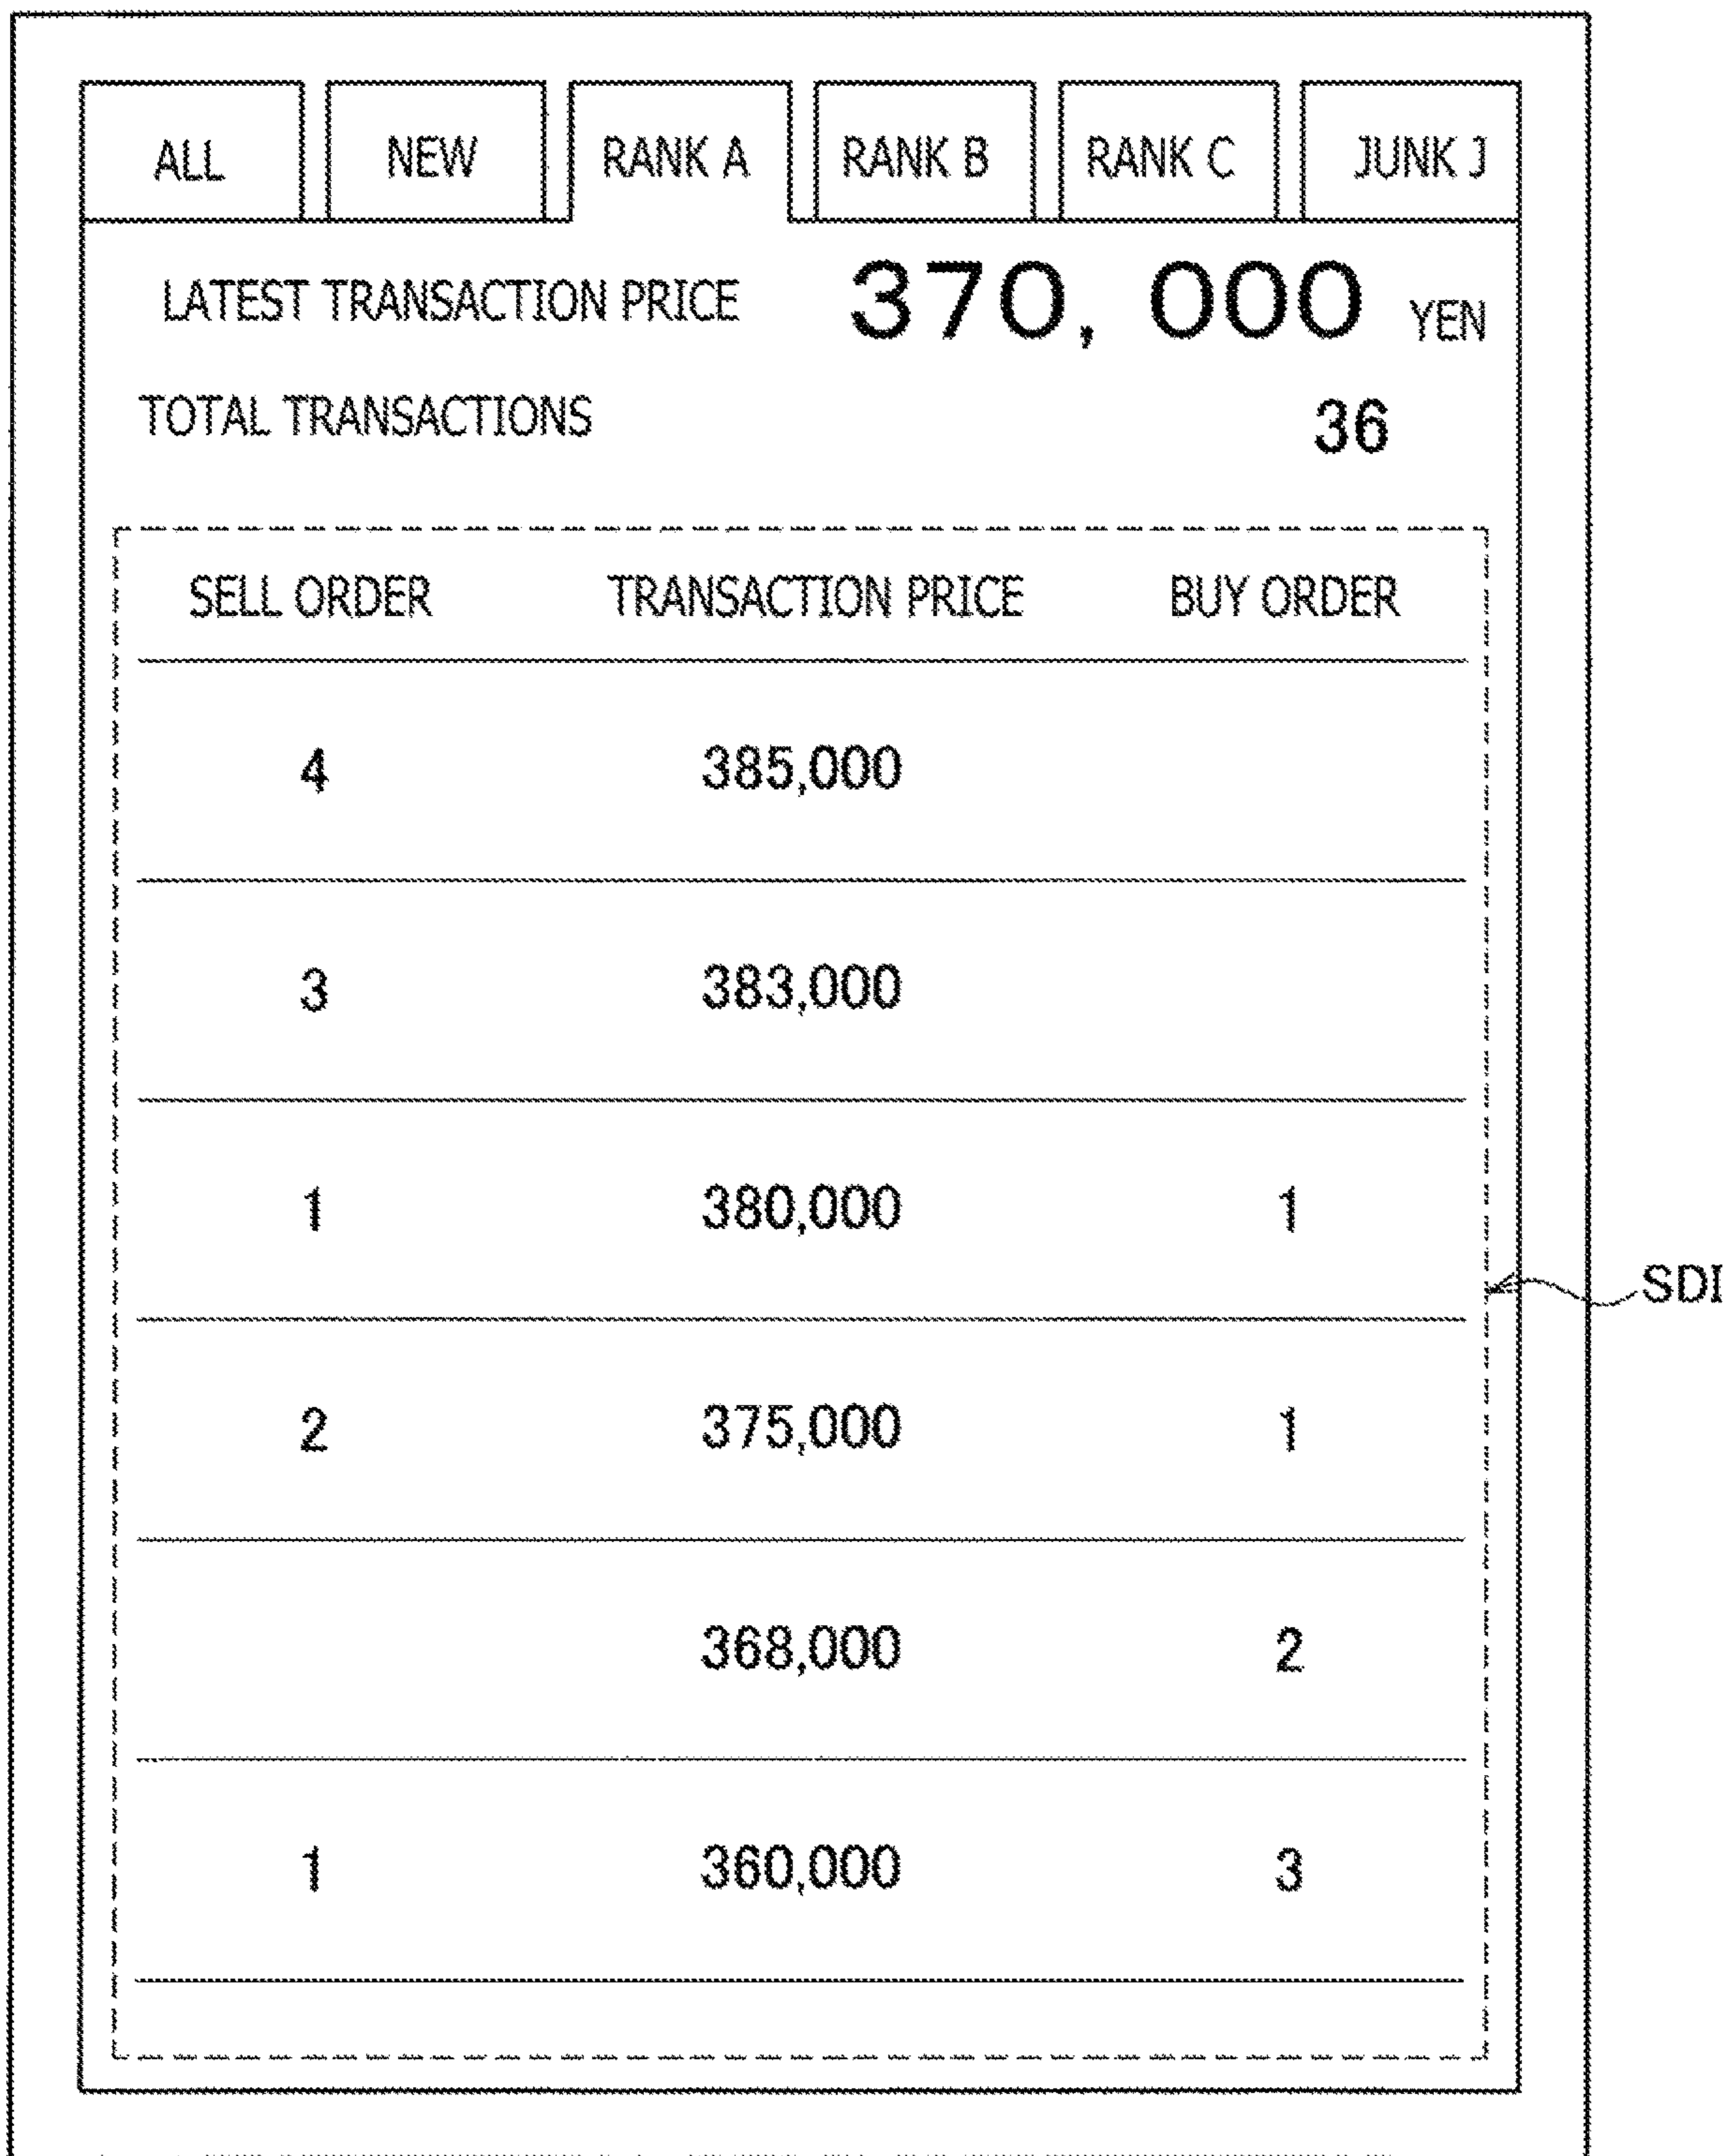 ALL NEW RANK A RANK B RANK C JUNK J
LATEST TRANSACTION PRICE 370,000 YEN
TOTAL TRANSACTIONS 36
SELL ORDER TRANSACTION PRICE BUY ORDER
4 385,000
3 383,000
1 380,000 1
SDI
2 375,000 1
368,000 2
1 360,000 3